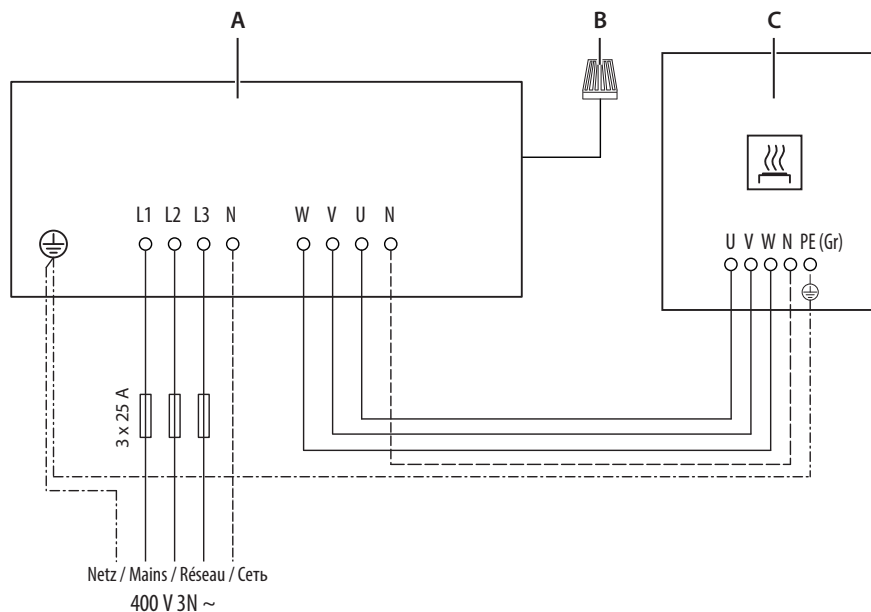 A B C
L1 L2 L3 N W V U N
U V W N PE (Gr)
3 x 25 A
Netz / Mains / Réseau / Сеть
400 V 3N ~